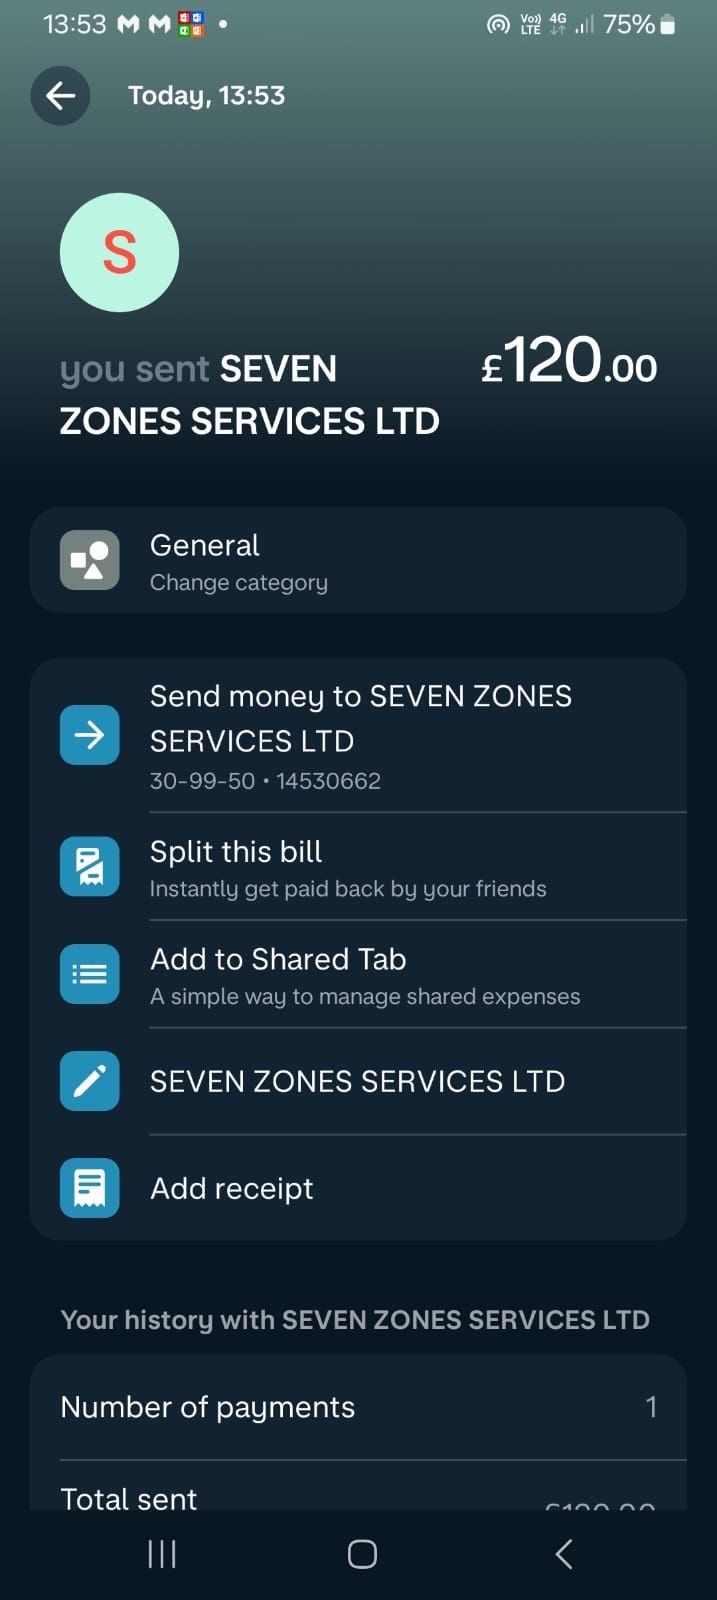 13:53
Vo)) 4G
LTE
75%
Today, 13:53
S
you sent SEVEN
ZONES SERVICES LTD
£120.00
General
Change category
Send money to SEVEN ZONES
SERVICES LTD
30-99-50 • 14530662
Split this bill
Instantly get paid back by your friends
Add to Shared Tab
A simple way to manage shared expenses
SEVEN ZONES SERVICES LTD
Add receipt
Your history with SEVEN ZONES SERVICES LTD
Number of payments
1
Total sent